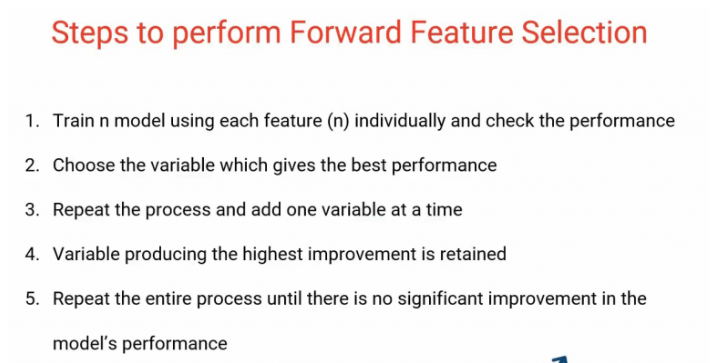 Steps to perform Forward Feature Selection
1. Train n model using each feature (n) individually and check the performance
2. Choose the variable which gives the best performance
3. Repeat the process and add one variable at a time
4. Variable producing the highest improvement is retained
5. Repeat the entire process until there is no significant improvement in the
model's performance